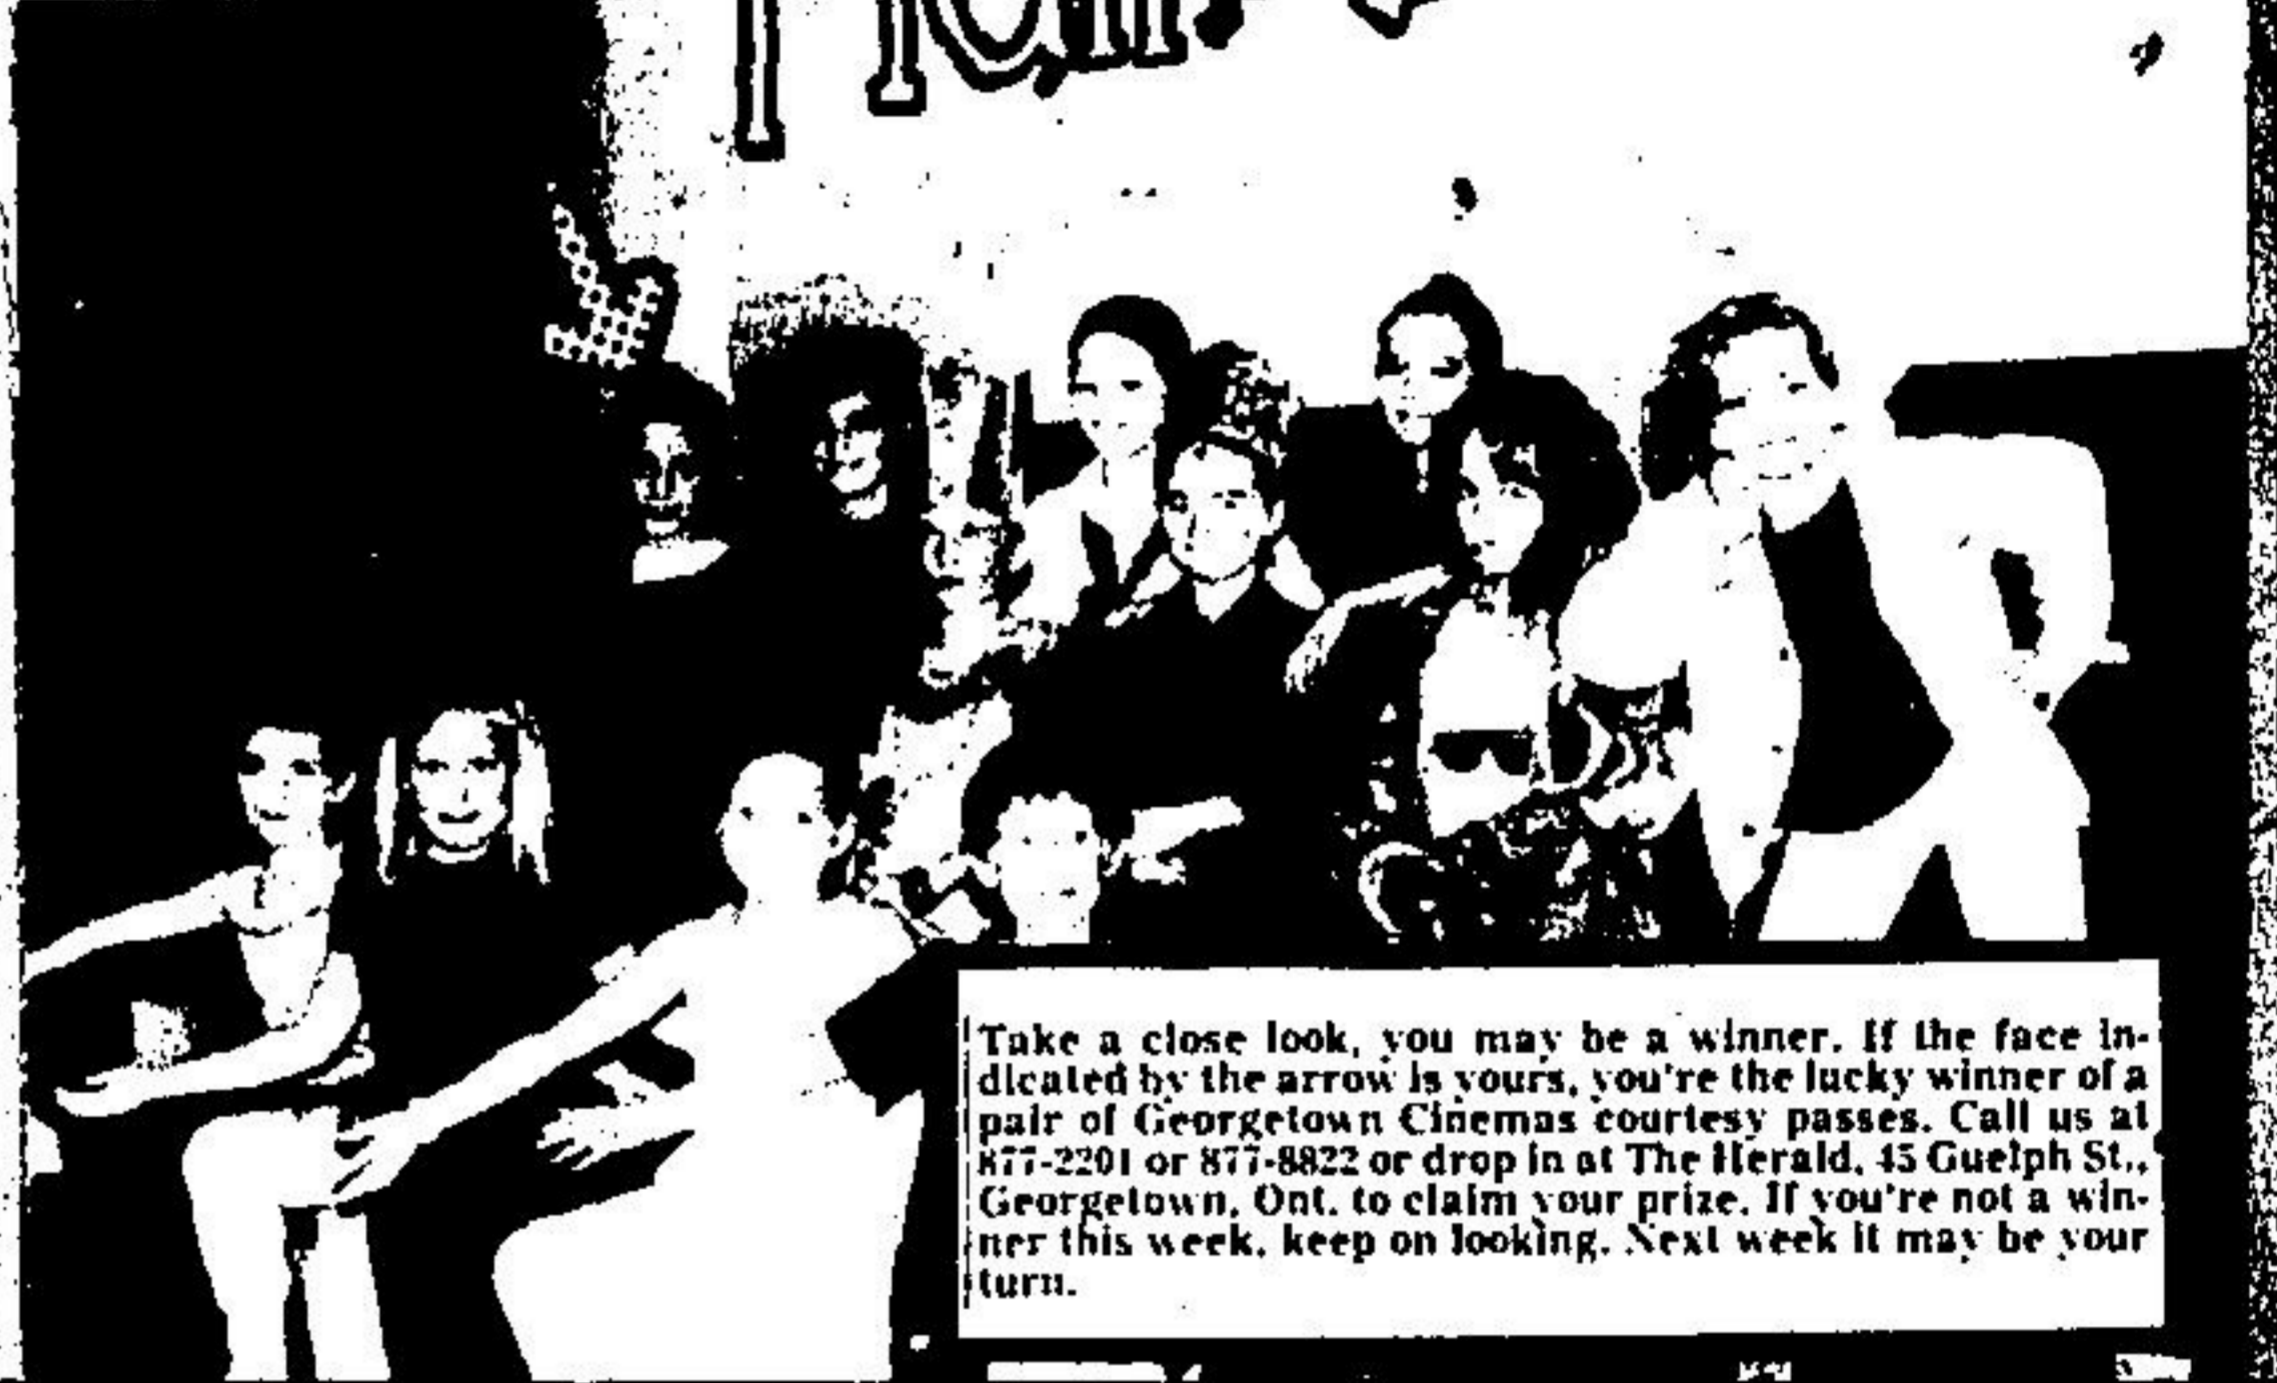 Take a close look, you may be a winner. If the face in-
dicated by the arrow is yours, you're the lucky winner of a
pair of Georgetown Cinemas courtesy passes. Call us at
877-2201 or 877-8822 or drop in at The Herald, 45 Guelph St.,
Georgetown, Ont. to claim your prize. If you're not a win-
ner this week, keep on looking. Next week it may be your
turn.